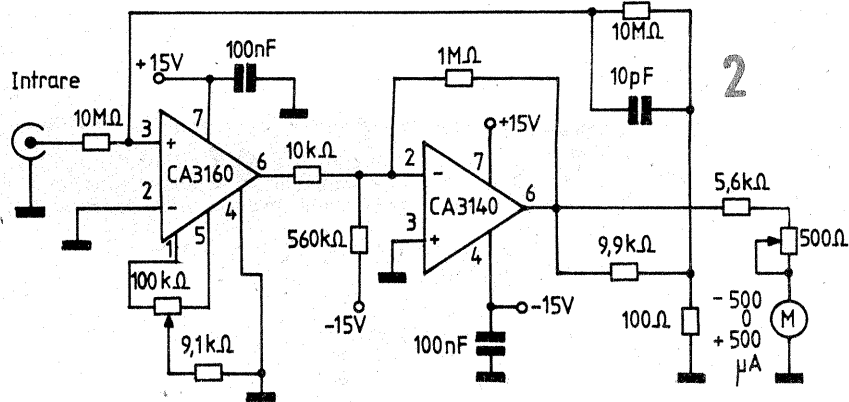 Intrare
10MΩ
+15V
100nF
3
+
2
-
7
CA3160
6
4
1
5
100kΩ
9,1kΩ
10kΩ
560kΩ
-15V
1MΩ
2
-
3
+
+15V
7
CA3140
6
4
-15V
100nF
10MΩ
10pF
2
5,6kΩ
9,9kΩ
500Ω
100Ω
-500
0
+500
μA
M